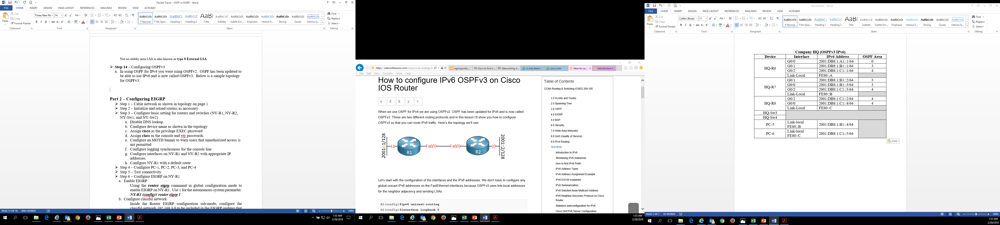 Packet Tracer - OSPF vs EIGRP - Word
FILE HOME INSERT DESIGN PAGE LAYOUT REFERENCES MAILINGS REVIEW VIEW ACROBAT
Cut
Copy
Format Painter
Paste
Times New Ro 14
Find
Replace
Select
Normal No Spac... Heading 1 Heading 2 Title Subtitle Subtle Em... Emphasis Intense E... Strong Quote Intense Q...
Clipboard Font Paragraph Styles Editing
Not-so-stubby area LSA is also known as type 8 External LSA.
Step 14 – Configuring OSPFv3
a. In using OSPF for IPv4 you were using OSPFv2. OSPF has been updated to
be able to use IPv6 and is now called OSPFv3. Below is a sample topology
for OSPFv3:
Part 2 – Configuring EIGRP
Step 1 – Cable network as shown in topology on page 1
Step 2 – Initialize and reload routers as necessary
Step 3 – Configure basic setting for routers and switches (NY-R1, NY-R2,
NY-Sw1, and NY-Sw2)
a. Disable DNS lookup
b. Configure device name as shown in the topology
c. Assign cisco as the privilege EXEC password
d. Assign class as the console and vty passwords
e. Configure an MOTD banner to warn users that unauthorized access is
not permitted
f. Configure logging synchronous for the console line
g. Configure interfaces on NY-R1 and NY-R2 with appropriate IP
addresses.
h. Configure NY-R1 with a default route
Step 4 – Configure PC-1, PC-2, PC-3, and PC-4
Step 5 – Test connectivity
Step 6 – Configure EIGRP on NY-R1
a. Enable EIGRP
Using the router eigrp command in global configuration mode to
enable EIGRP on NY-R1. Use 1 for the autonomous-system parameter.
NY-R1 (config)# router eigrp 1
b. Configure classful network
Inside the Router EIGRP configuration sub-mode, configure the
classful network 192.168.3.0 to be included in the EIGRP updates that
PAGE 17 OF 18 4045 WORDS
100%
1:53 AM
2/28/2018
https://networklessons.com/cisco/ccna-routing-sv
ngmoportal.... TN How to find a ... Networking A... cs.mty.itesm.... cisco.com How to co... Introduction t...
File Edit View Favorites Tools Help
How to configure IPv6 OSPFv3 on Cisco
IOS Router
a d k y v
When we use OSPF for IPv4 we are using OSPFv2. OSPF has been updated for IPv6 and is now called
OSPFv3. These are two different routing protocols and in this lesson I'll show you how to configure
OSPFv3 so that you can route IPv6 traffic. Here's the topology we'll use:
2001::1/128
L0
R1
Fa0/0
Fa0/0
R2
L0
2001::2/128
Let's start with the configuration of the interfaces and the IPv6 addresses. We don't have to configure any
global unicast IPv6 addresses on the FastEthernet interfaces because OSPFv3 uses link-local addresses
for the neighbor adjacency and sending LSAs.
R1(config)#ipv6 unicast-routing
R1(config)#interface loopback 0
Table of Contents
CCNA Routing & Switching ICND2 200-105
1.0 VLANs and Trunks
2.0 Spanning-Tree
3.0 OSPF
4.0 EIGRP
5.0 BGP
6.0 Security
7.0 Wide Area Networks
8.0 QoS (Quality of Service)
9.0 IPv4 Routing
10.0 IPv6
Introduction to IPv6
Shortening IPv6 Addresses
How to find IPv6 Prefix
IPv6 Address Types
IPv6 Address Assignment Example
IPv6 EUI-64 explained
IPv6 Summarization
IPv6 Solicited Node Multicast Address
IPv6 Neighbor Discovery Protocol on Cisco
Router
Stateless autoconfiguration for IPv6
Cisco DHCPv6 Server Configuration
1:53 AM
2/28/2018
Document2 - Word
FILE HOME INSERT DESIGN PAGE LAYOUT REFERENCES MAILINGS REVIEW VIEW ACROBAT
Cut
Copy
Format Painter
Paste
Calibri (Body) 11
Find
Replace
Select
Normal No Spac... Heading 1 Heading 2 Title Subtitle Subtle Em... Emphasis Intense E... Strong Quote Intense Q...
Clipboard Font Paragraph Styles Editing
Company HQ (OSPFv3 IPv6)
Device Interface IPv6 Address OSPF Area
HQ-R6
G0/0 2001:DB8:1:A1::1/64 0
G0/1 2001:DB8:1:B1::1/64 3
G0/2 2001:DB8:1:C1::1/64 4
Link-Local FE80::A
HQ-R7
G0/1 2001:DB8:1:B1::2/64 3
G0/0 2001:DB8:1:B1::3/64 3
G0/2 2001:DB8:1:C1::3/64 4
Link-Local FE80::B
HQ-R8
G0/2 2001:DB8:1:C1::2/64 4
G0/0 2001:DB8:1:C1::4/64 4
Link-Local FE80::C
HQ-Sw3
HQ-Sw4
PC-5 Link-local FE80::B 2001:DB8:1:B1::4/64
PC-6 Link-local FE80::C 2001:DB8:1:C1::5/64
(Ctrl)
PAGE 1 OF 1 53 WORDS
100%
1:53 AM
2/28/2018